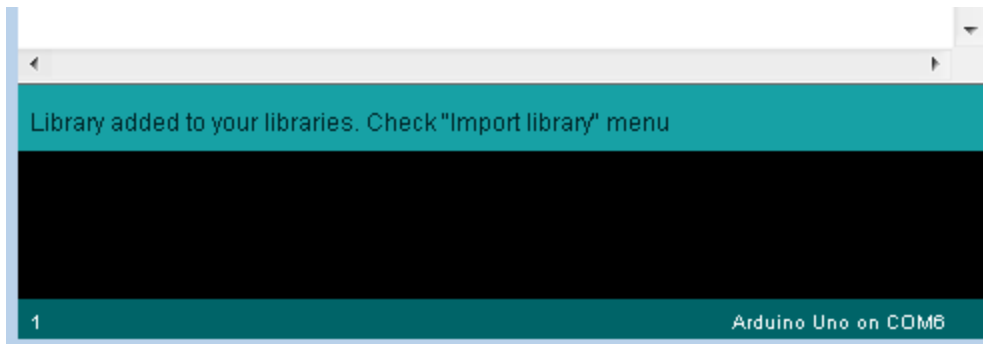 Library added to your libraries. Check "Import library" menu
1 Arduino Uno on COM6